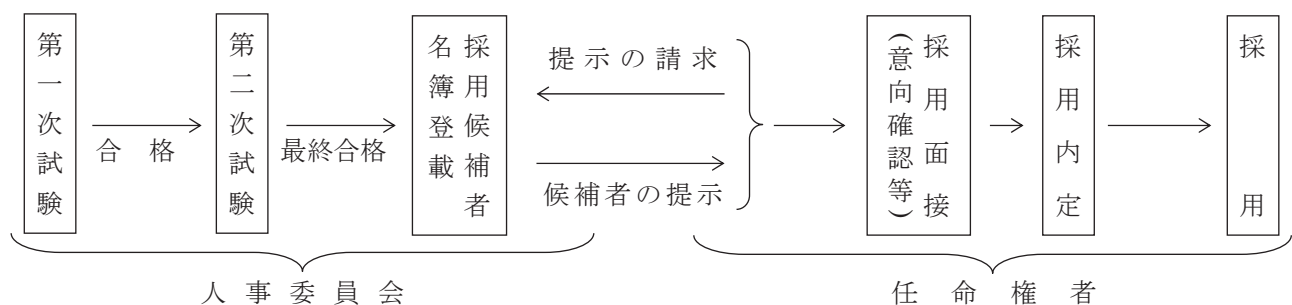 第一次試験
合格
第二次試験
最終合格
採用候補者
名簿登載
提示の請求
候補者の提示
採用面接
(意向確認等)
採用内定
採用
人事委員会
任命権者